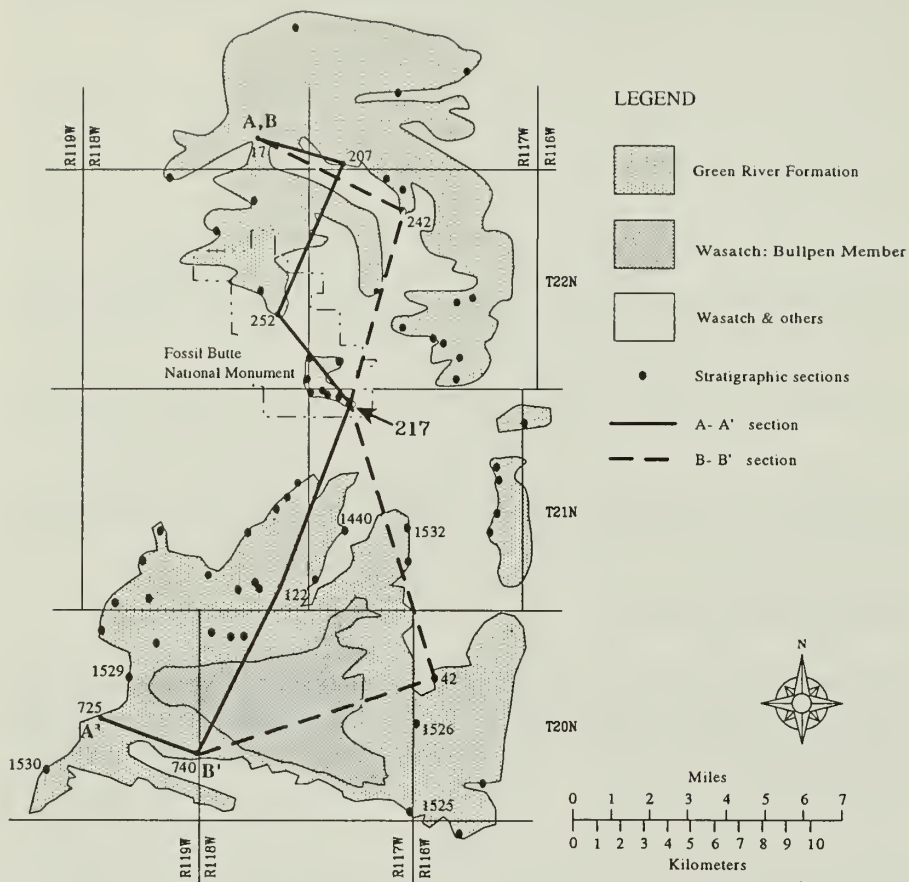 R119W
R118W
R117W
R116W
A,B
17
207
242
T22N
252
Fossil Butte
National Monument
217
1440
1532
T21N
122
1529
42
725
A'
1526
T20N
740
B'
1530
1525
R119W
R118W
R117W
R116W
LEGEND
Green River Formation
Wasatch: Bullpen Member
Wasatch & others
Stratigraphic sections
A- A' section
B- B' section
N
Miles
0 1 2 3 4 5 6 7
0 1 2 3 4 5 6 7 8 9 10
Kilometers